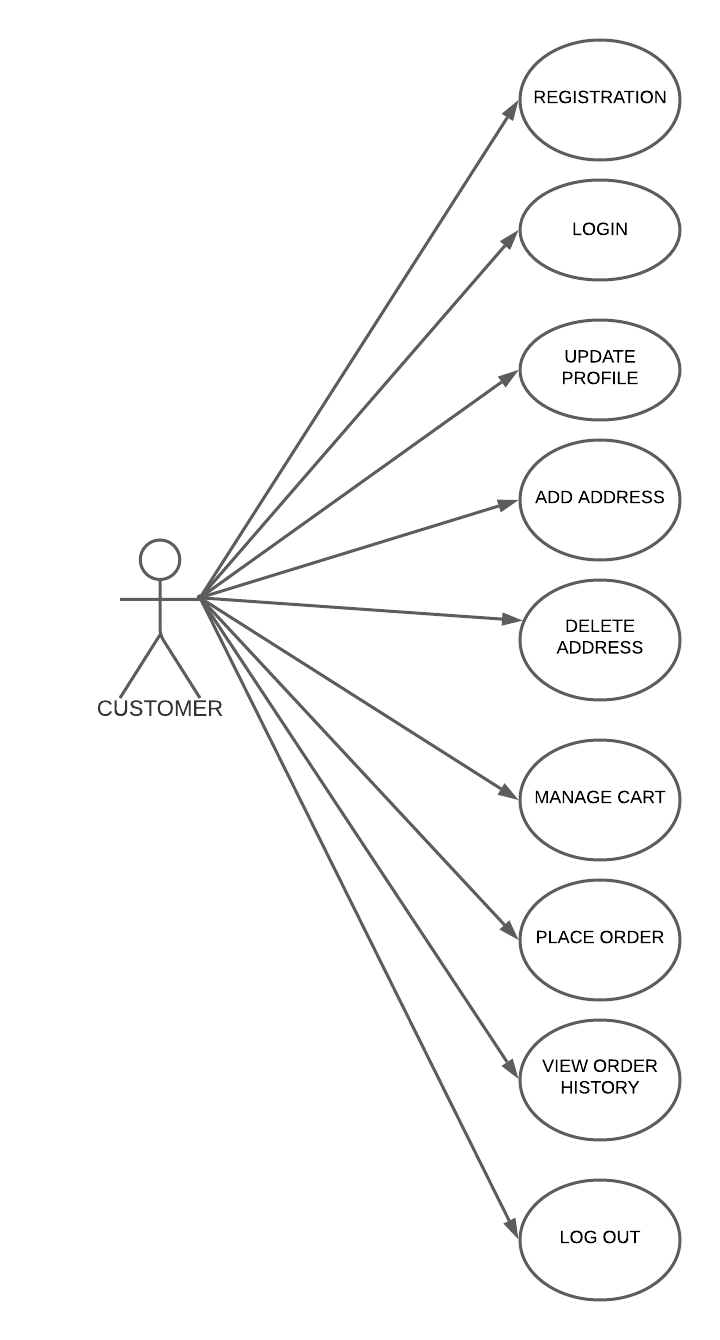 REGISTRATION
LOGIN
UPDATE
PROFILE
ADD ADDRESS
DELETE
ADDRESS
CUSTOMER
MANAGE CART
PLACE ORDER
VIEW ORDER
HISTORY
LOG OUT